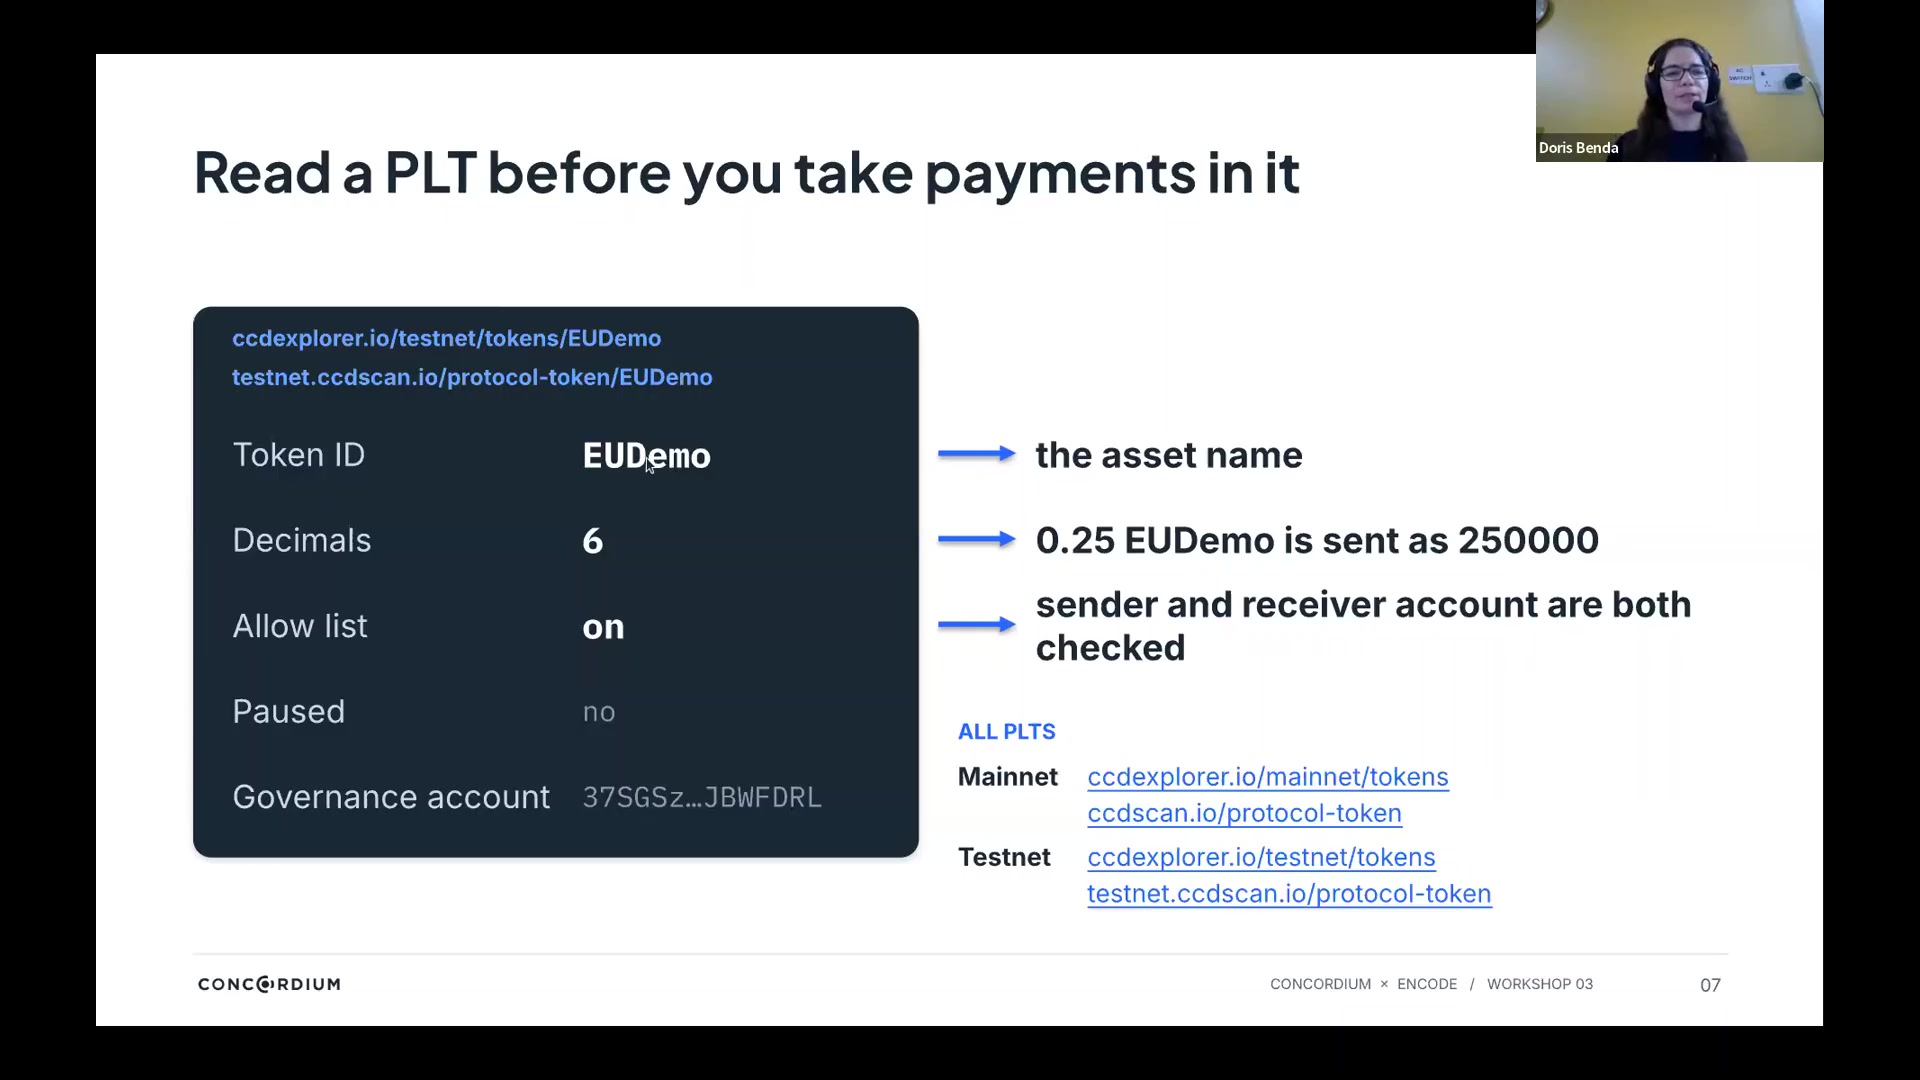 Doris Benda
Read a PLT before you take payments in it
ccdexplorer.io/testnet/tokens/EUDemo
testnet.ccdscan.io/protocol-token/EUDemo
Token ID EUDemo
the asset name
Decimals 6
0.25 EUDemo is sent as 250000
Allow list on
sender and receiver account are both
checked
Paused no
Governance account 37SGSz…JBWFDRL
ALL PLTS
Mainnet ccdexplorer.io/mainnet/tokens
ccdscan.io/protocol-token
Testnet ccdexplorer.io/testnet/tokens
testnet.ccdscan.io/protocol-token
CONCORDIUM
CONCORDIUM × ENCODE / WORKSHOP 03
07